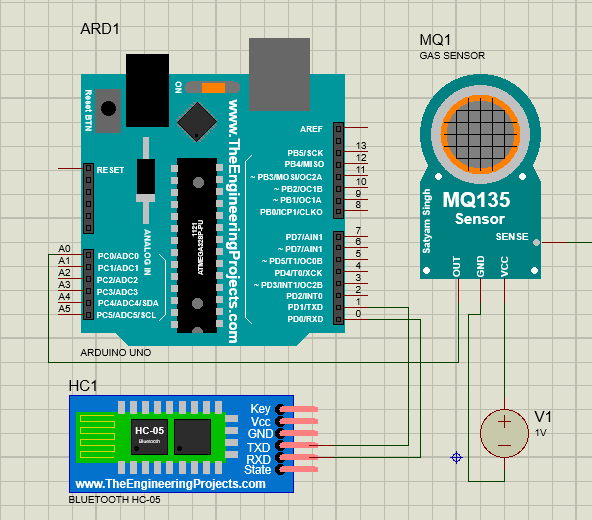 ARD1
MQ1
GAS SENSOR
Reset BTN
ON
www.TheEngineeringProjects.com
AREF
RESET
PB5/SCK
13
PB4/MISO
12
~ PB3/MOSI/OC2A
11
~ PB2/OC1B
10
~ PB1/OC1A
9
PB0/ICP1/CLKO
8
1121
ATMEGA328P-PU
ANALOG IN
A0
PC0/ADC0
A1
PC1/ADC1
A2
PC2/ADC2
A3
PC3/ADC3
A4
PC4/ADC4/SDA
A5
PC5/ADC5/SCL
PD7/AIN1
7
~ PD7/AIN1
6
~ PD5/T1/OC0B
5
PD4/T0/XCK
4
~ PD3/INT1/OC2B
3
PD2/INT0
2
PD1/TXD
1
PD0/RXD
0
ARDUINO UNO
MQ135
Sensor
Satyam Singh
SENSE
OUT
GND
VCC
HC1
HC-05
Bluetooth
Key
Vcc
GND
TXD
RXD
State
www.TheEngineeringProjects.com
BLUETOOTH HC-05
V1
1V